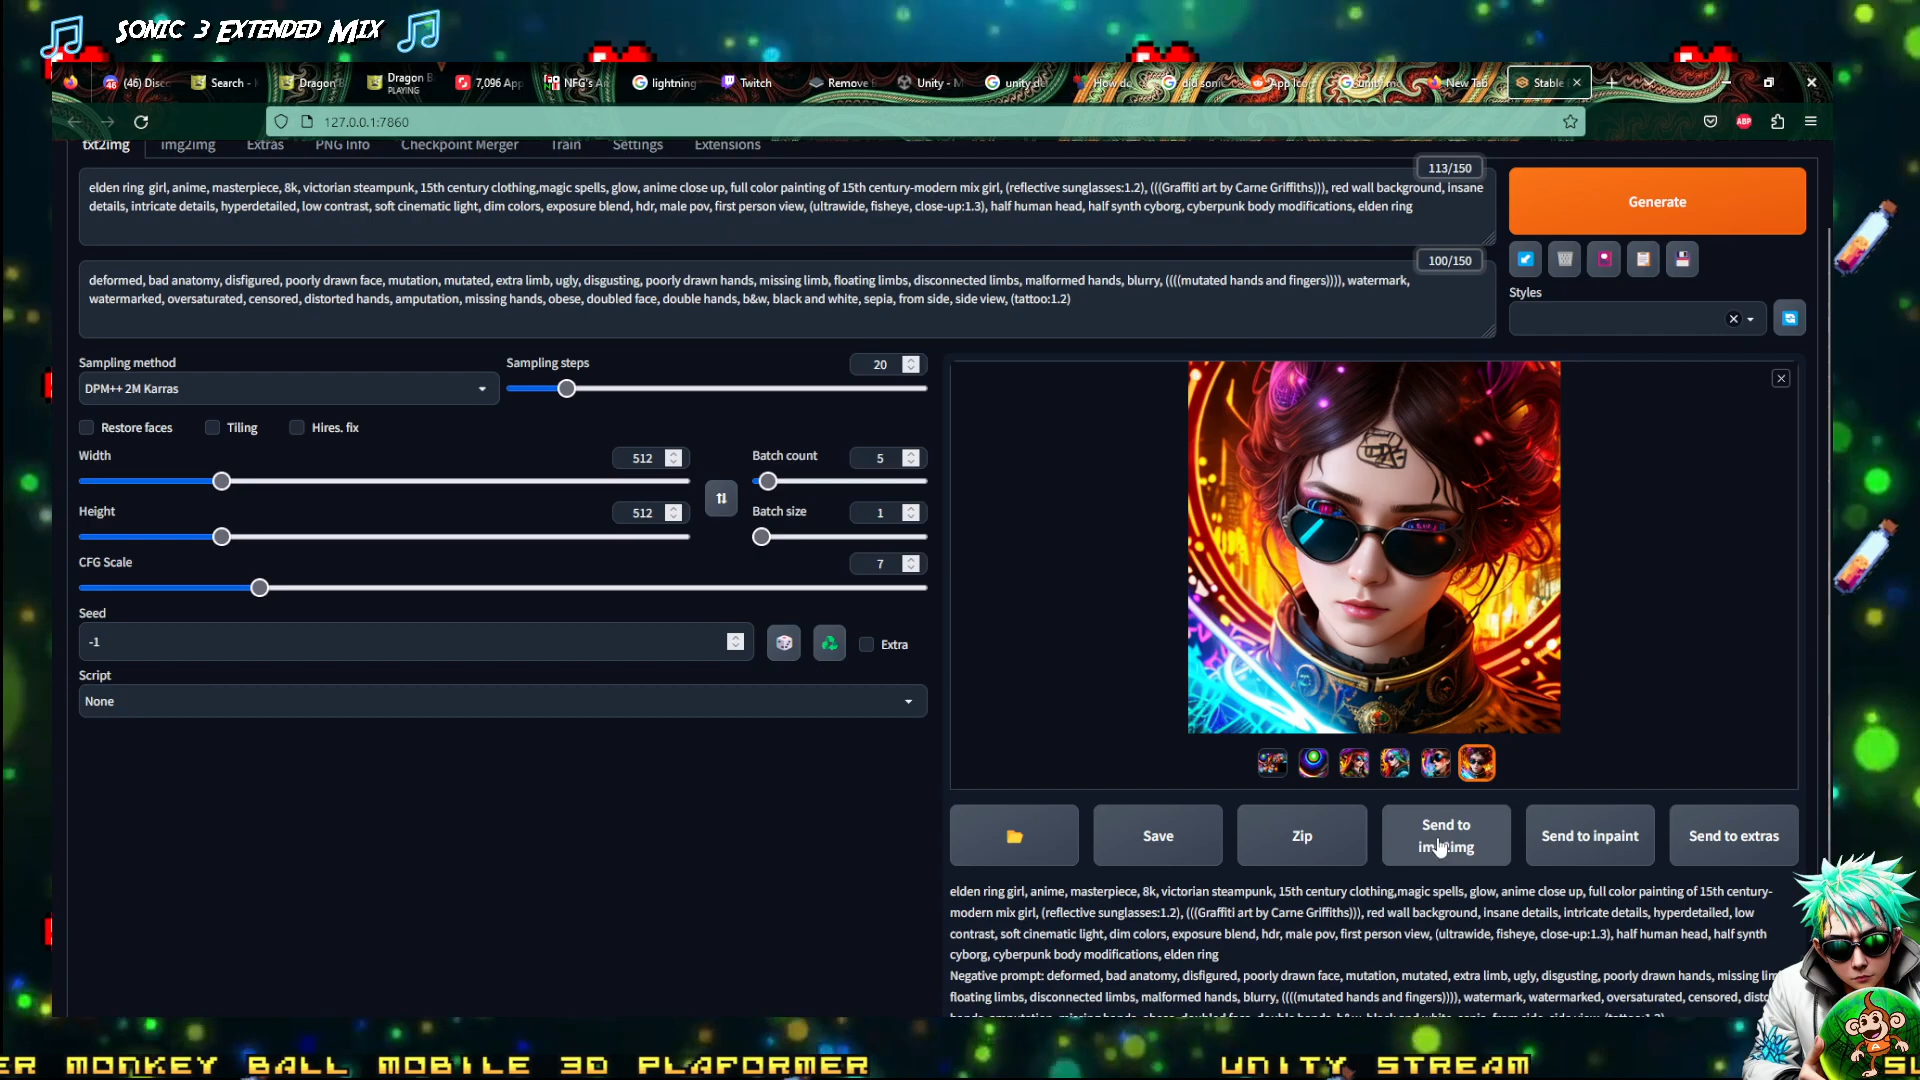 Sonic 3 Extended Mix
(46) Disc
Search -
Dragon
Dragon B
PLAYING
7,096 App
NFG's Ar
lightning
Twitch
Remove
Unity - M
unity de
How do
did soni
App Ico
unity mo
New Tab
Stable
127.0.0.1:7860
ABP
txt2img
img2img
Extras
PNG Info
Checkpoint Merger
Train
Settings
Extensions
113/150
elden ring girl, anime, masterpiece, 8k, victorian steampunk, 15th century clothing,magic spells, glow, anime close up, full color painting of 15th century-modern mix girl, (reflective sunglasses:1.2), (((Graffiti art by Carne Griffiths))), red wall background, insane
details, intricate details, hyperdetailed, low contrast, soft cinematic light, dim colors, exposure blend, hdr, male pov, first person view, (ultrawide, fisheye, close-up:1.3), half human head, half synth cyborg, cyberpunk body modifications, elden ring
Generate
100/150
deformed, bad anatomy, disfigured, poorly drawn face, mutation, mutated, extra limb, ugly, disgusting, poorly drawn hands, missing limb, floating limbs, disconnected limbs, malformed hands, blurry, ((((mutated hands and fingers)))), watermark,
watermarked, oversaturated, censored, distorted hands, amputation, missing hands, obese, doubled face, double hands, b&w, black and white, sepia, from side, side view, (tattoo:1.2)
Styles
Sampling method
DPM++ 2M Karras
Sampling steps
20
Restore faces
Tiling
Hires. fix
Width
512
Batch count
5
Height
512
Batch size
1
CFG Scale
7
Seed
-1
Extra
Script
None
Save
Zip
Send to
img2img
Send to inpaint
Send to extras
elden ring girl, anime, masterpiece, 8k, victorian steampunk, 15th century clothing,magic spells, glow, anime close up, full color painting of 15th century-
modern mix girl, (reflective sunglasses:1.2), (((Graffiti art by Carne Griffiths))), red wall background, insane details, intricate details, hyperdetailed, low
contrast, soft cinematic light, dim colors, exposure blend, hdr, male pov, first person view, (ultrawide, fisheye, close-up:1.3), half human head, half synth
cyborg, cyberpunk body modifications, elden ring
Negative prompt: deformed, bad anatomy, disfigured, poorly drawn face, mutation, mutated, extra limb, ugly, disgusting, poorly drawn hands, missing lim
floating limbs, disconnected limbs, malformed hands, blurry, ((((mutated hands and fingers)))), watermark, watermarked, oversaturated, censored, disto
ER MONKEY BALL MOBILE 3D PLAFORMER
UNITY STREAM
SU